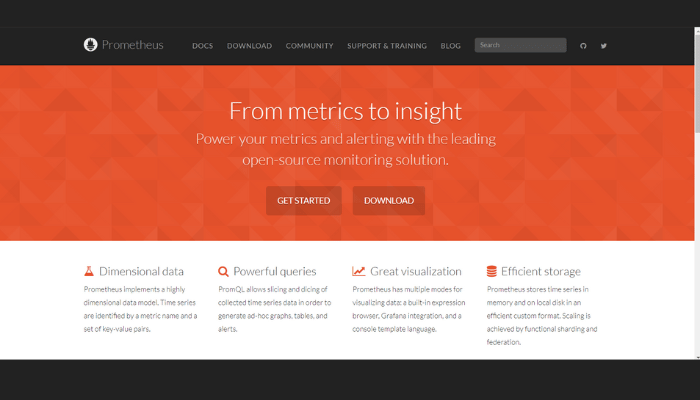 Prometheus
DOCS DOWNLOAD COMMUNITY SUPPORT & TRAINING BLOG Search
From metrics to insight
Power your metrics and alerting with the leading
open-source monitoring solution.
GET STARTED DOWNLOAD
Dimensional data
Prometheus implements a highly
dimensional data model. Time series
are identified by a metric name and a
set of key-value pairs.
Powerful queries
PromQL allows slicing and dicing of
collected time series data in order to
generate ad-hoc graphs, tables, and
alerts.
Great visualization
Prometheus has multiple modes for
visualizing data: a built-in expression
browser, Grafana integration, and a
console template language.
Efficient storage
Prometheus stores time series in
memory and on local disk in an
efficient custom format. Scaling is
achieved by functional sharding and
federation.